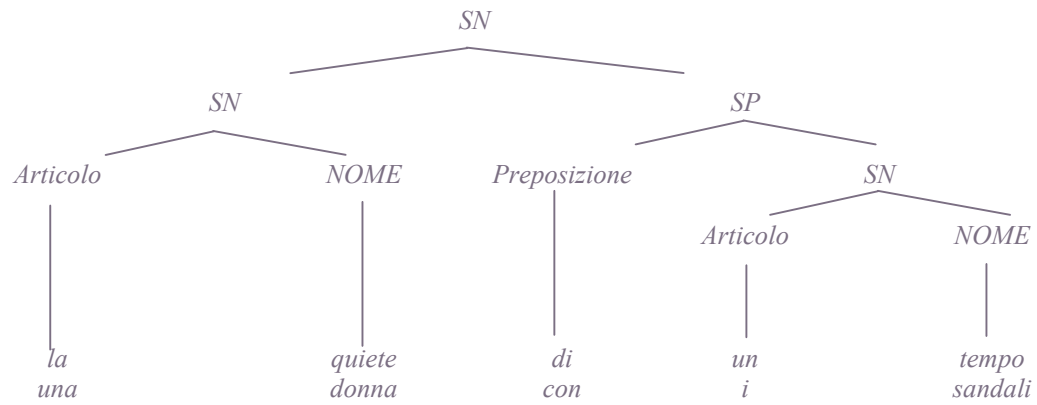 SN
SN SP
Articolo NOME Preposizione SN
Articolo NOME
la quiete di un tempo
una donna con i sandali